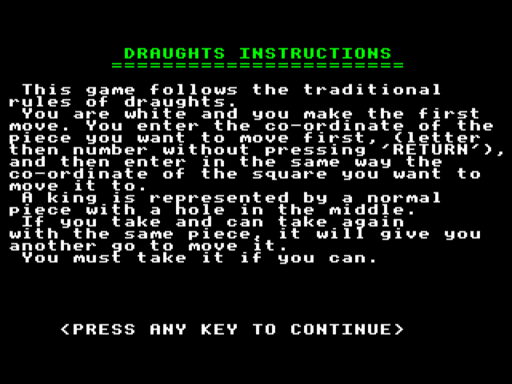 DRAUGHTS INSTRUCTIONS
=======================
This game follows the traditional
rules of draughts.
You are white and you make the first
move. You enter the co-ordinate of the
piece you want to move first, (letter
then number without pressing 'RETURN'),
and then enter in the same way the
co-ordinate of the square you want to
move it to.
A king is represented by a normal
piece with a hole in the middle.
If you take and can take again
with the same piece, it will give you
another go to move it.
You must take it if you can.
<PRESS ANY KEY TO CONTINUE>